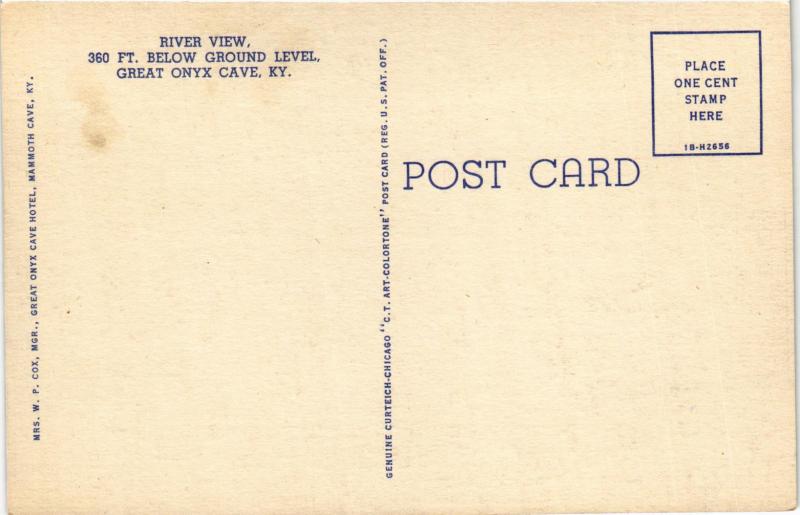 RIVER VIEW,
360 FT. BELOW GROUND LEVEL,
GREAT ONYX CAVE, KY.
MRS. W. P. COX, MGR., GREAT ONYX CAVE HOTEL, MAMMOTH CAVE, KY.
GENUINE CURTEICH-CHICAGO "C.T. ART-COLORTONE" POST CARD (REG. U.S. PAT. OFF.)
POST CARD
PLACE
ONE CENT
STAMP
HERE
1B-H2656